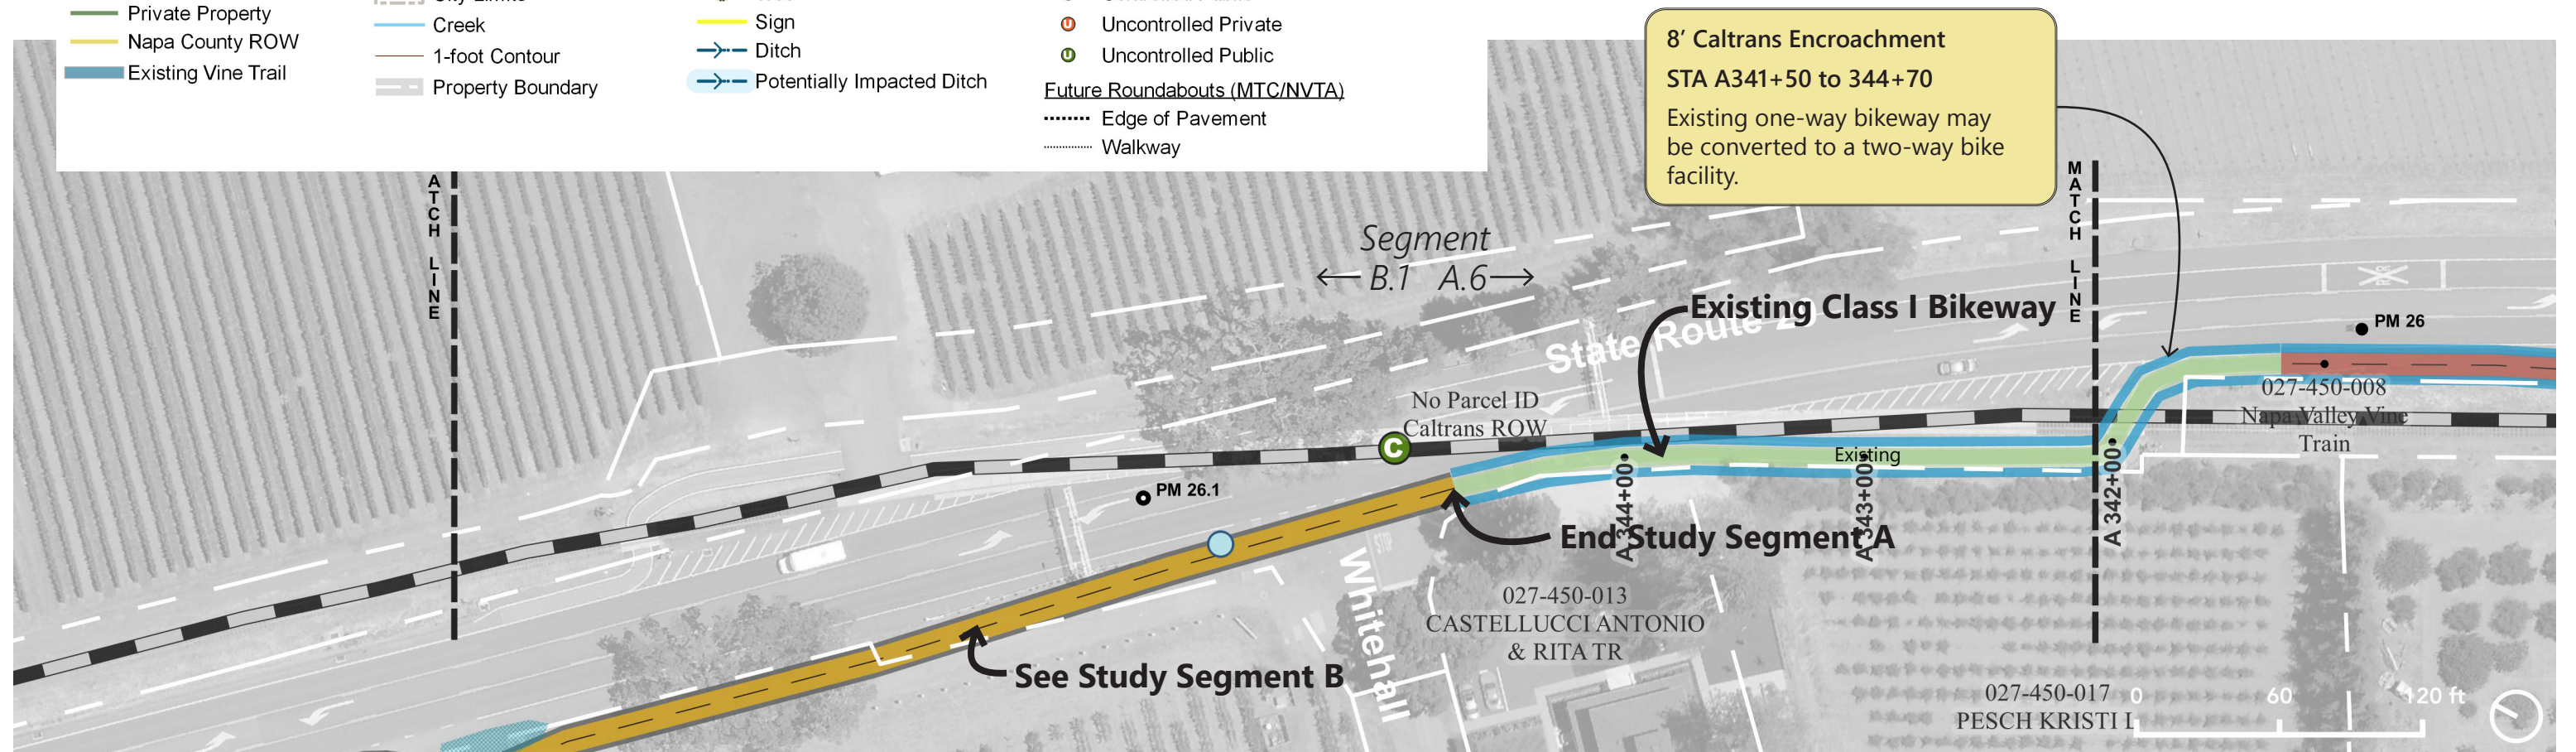 Private Property
Napa County ROW
Existing Vine Trail
Creek
1-foot Contour
Property Boundary
Sign
Ditch
Potentially Impacted Ditch
Uncontrolled Private
Uncontrolled Public
Future Roundabouts (MTC/NVTA)
Edge of Pavement
Walkway
8’ Caltrans Encroachment
STA A341+50 to 344+70
Existing one-way bikeway may
be converted to a two-way bike
facility.
ATCH LINE
MATCH LINE
Segment
B.1 A.6
Existing Class I Bikeway
State Route 29
PM 26
No Parcel ID
Caltrans ROW
C
Existing
027-450-008
Napa Valley Vine
Train
PM 26.1
A 344+00
A 343+00
A 342+00
End Study Segment A
Whitehall
027-450-013
CASTELLUCCI ANTONIO
& RITA TR
See Study Segment B
027-450-017
PESCH KRISTI L
0 60 120 ft